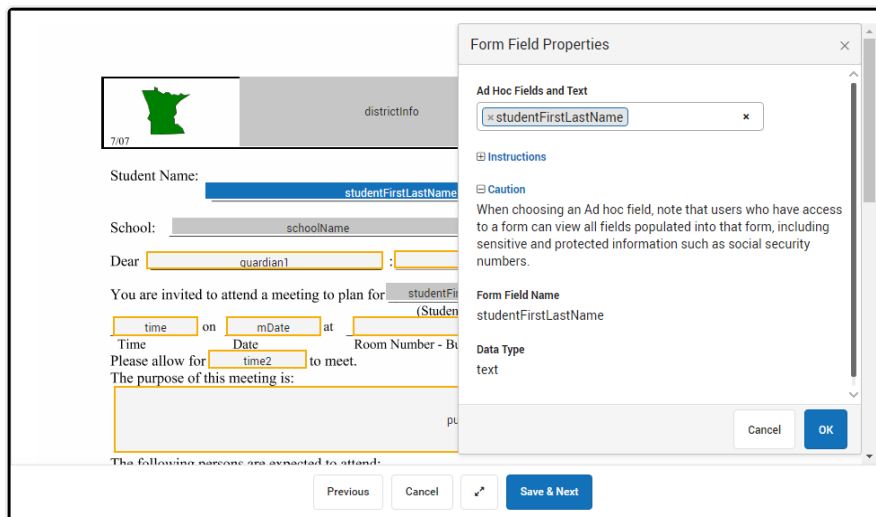 Form Field Properties
×
Ad Hoc Fields and Text
× studentFirstLastName ×
Instructions
Caution
When choosing an Ad hoc field, note that users who have access
to a form can view all fields populated into that form, including
sensitive and protected information such as social security
numbers.
Form Field Name
studentFirstLastName
Data Type
text
Cancel OK
7/07
districtInfo
Student Name:
studentFirstLastName
School: schoolName
Dear guardian1 :
You are invited to attend a meeting to plan for
(Studen
time on mDate at
Time Date Room Number - Bu
Please allow for time2 to meet.
The purpose of this meeting is:
pu
The following persons are expected to attend:
Previous Cancel Save & Next